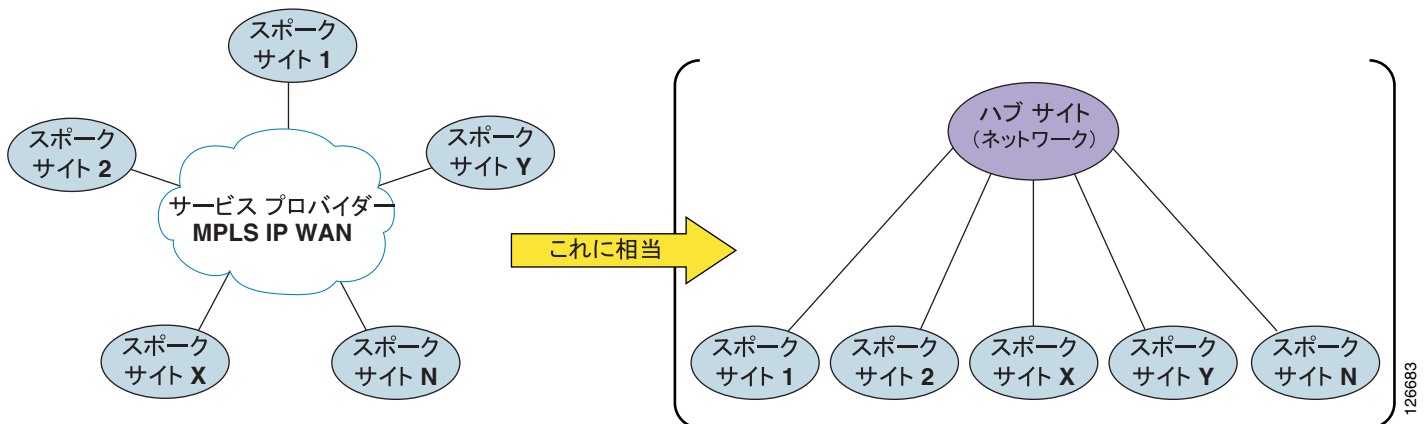 スポーク
サイト 1
スポーク
サイト 2
スポーク
サイト Y
サービス プロバイダー
MPLS IP WAN
スポーク
サイト X
スポーク
サイト N
これに相当
ハブ サイト
（ネットワーク）
スポーク
サイト 1
スポーク
サイト 2
スポーク
サイト X
スポーク
サイト Y
スポーク
サイト N
126683